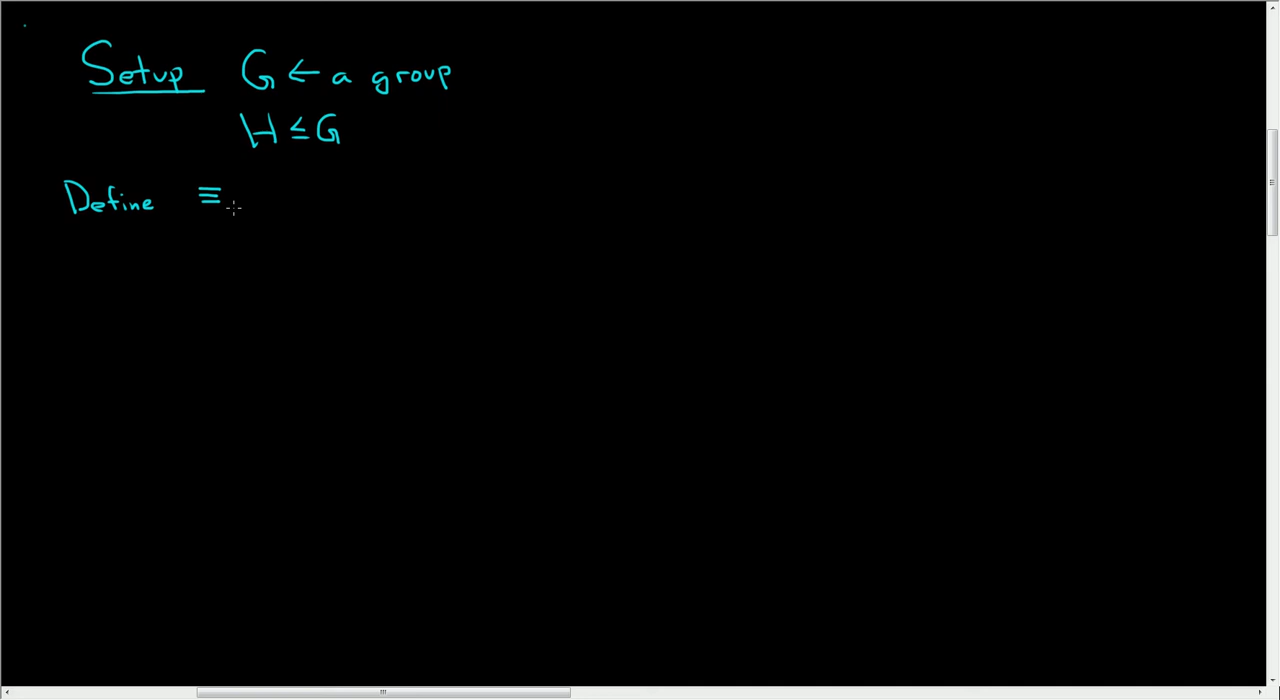 Setup G ← a group
H ≤ G
Define ≡